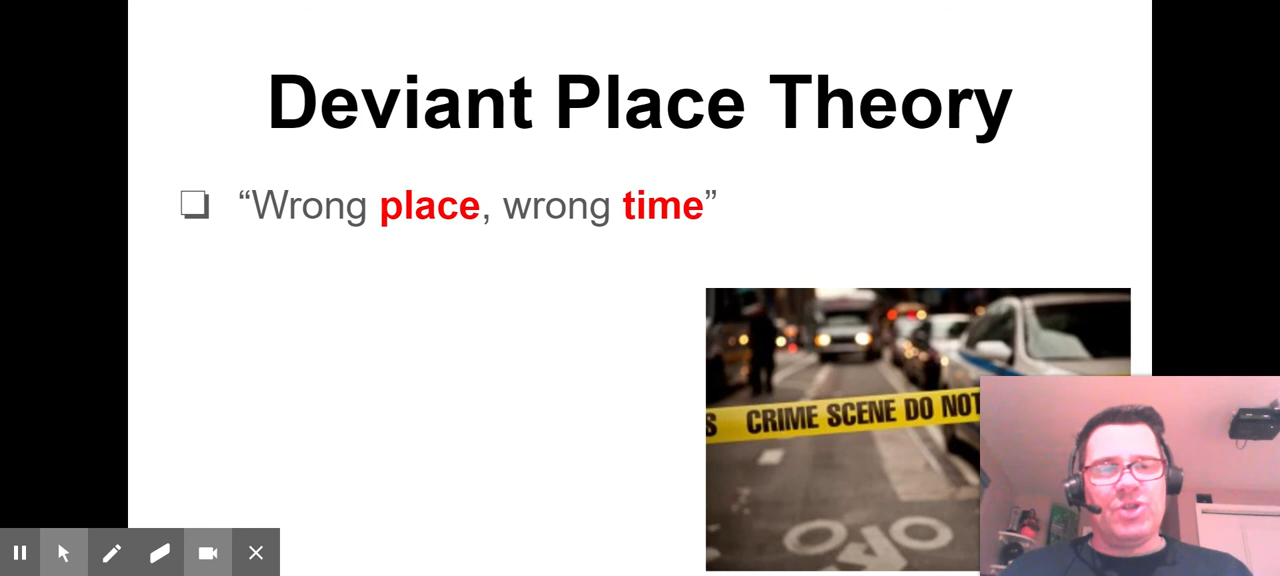 Deviant Place Theory
“Wrong place, wrong time”
S CRIME SCENE DO NOT